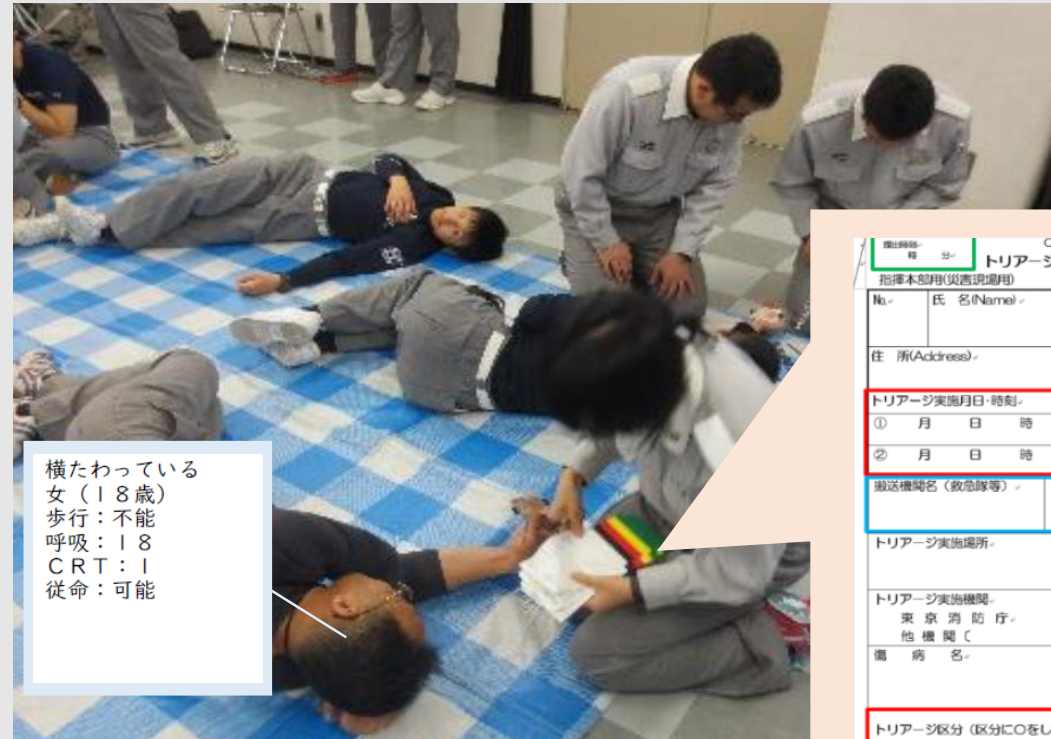 横たわっている
女（１８歳）
歩行：不能
呼吸：１８
ＣＲＴ：１
従命：可能
提出時刻
時　分
トリアージ
指揮本部用(災害現場用)
No.　氏　名(Name)
住　所(Address)
トリアージ実施月日・時刻
①　月　日　時
②　月　日　時
搬送機関名（救急隊等）
トリアージ実施場所
トリアージ実施機関
東 京 消 防 庁
他 機 関〔
傷　病　名
トリアージ区分（区分に○をし